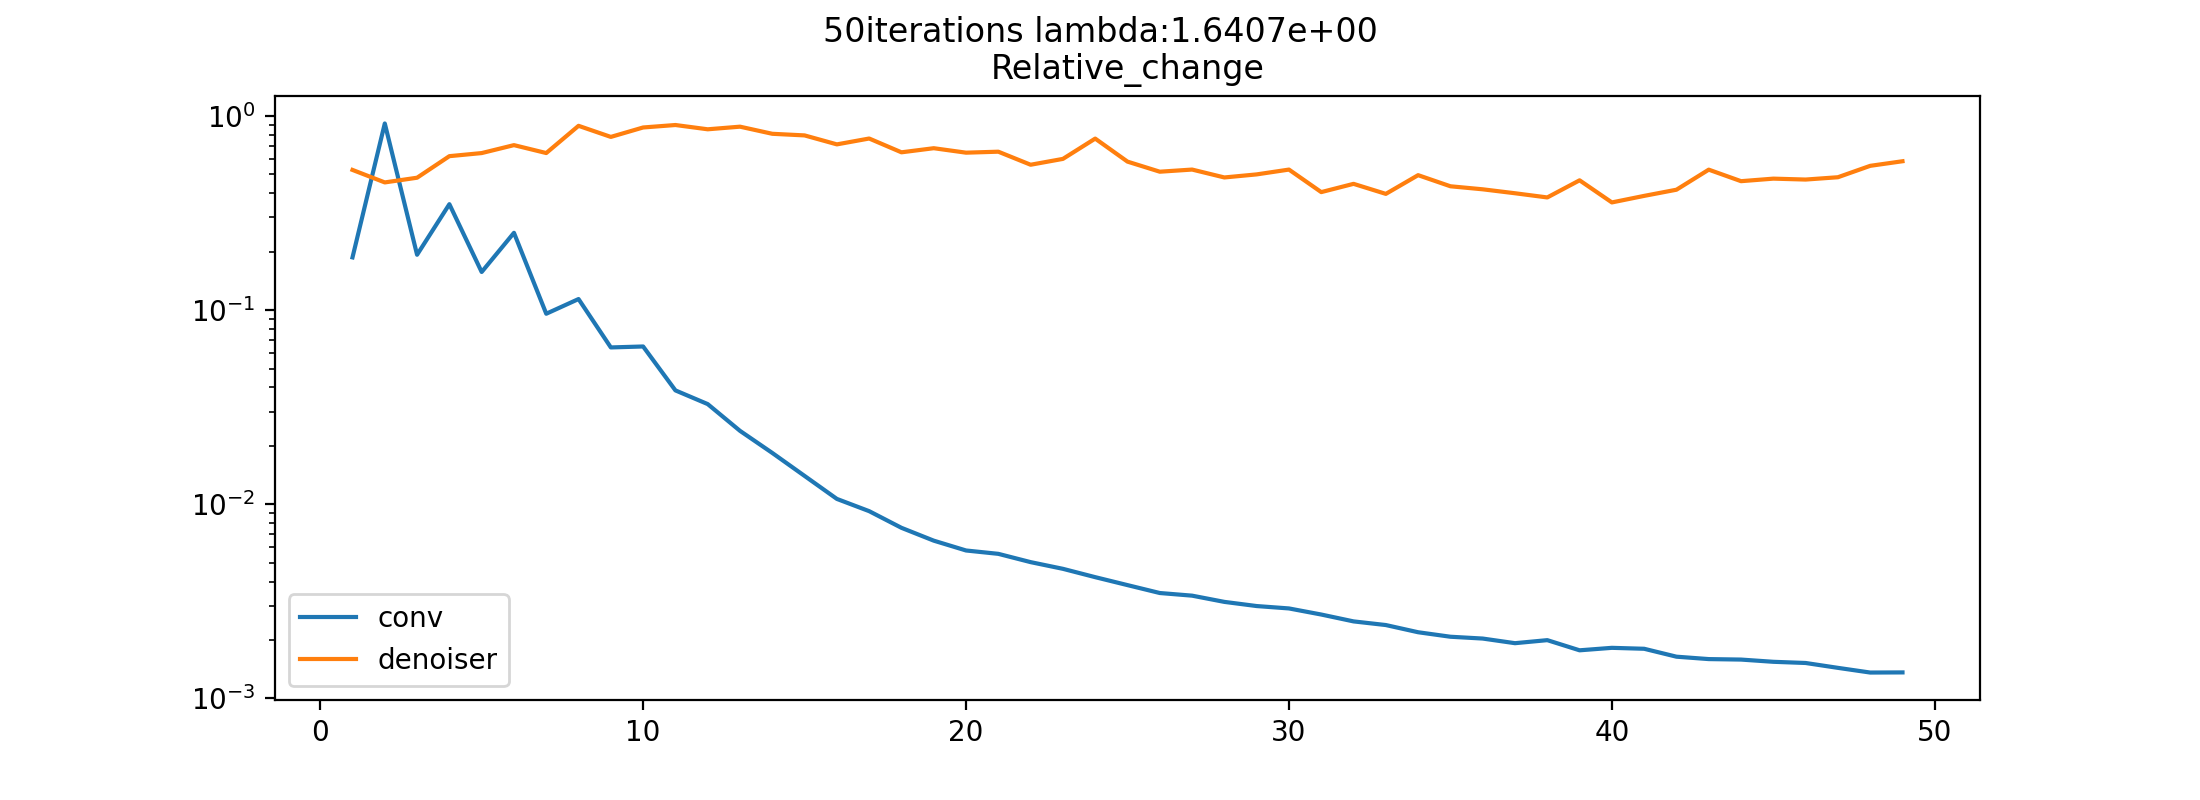 50iterations lambda:1.6407e+00
Relative_change
10⁰
10⁻¹
10⁻²
10⁻³
conv
denoiser
0 10 20 30 40 50